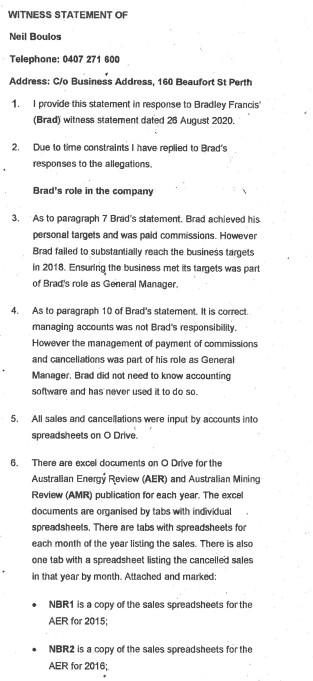 WITNESS STATEMENT OF
Neil Boulos
Telephone: 0407 271 600
Address: C/o Business Address, 160 Beaufort St Perth
1. I provide this statement in response to Bradley Francis'
(Brad) witness statement dated 26 August 2020.
2. Due to time constraints I have replied to Brad's
responses to the allegations.
Brad's role in the company
3. As to paragraph 7 Brad's statement. Brad achieved his
personal targets and was paid commissions. However
Brad failed to substantially reach the business targets
in 2018. Ensuring the business met its targets was part
of Brad's role as General Manager.
4. As to paragraph 10 of Brad's statement. It is correct
managing accounts was not Brad's responsibility.
However the management of payment of commissions
and cancellations was part of his role as General
Manager. Brad did not need to know accounting
software and has never used it to do so.
5. All sales and cancellations were input by accounts into
spreadsheets on O Drive.
6. There are excel documents on O Drive for the
Australian Energy Review (AER) and Australian Mining
Review (AMR) publication for each year. The excel
documents are organised by tabs with individual
spreadsheets. There are tabs with spreadsheets for
each month of the year listing the sales. There is also
one tab with a spreadsheet listing the cancelled sales
in that year by month. Attached and marked:
• NBR1 is a copy of the sales spreadsheets for the
AER for 2015;
• NBR2 is a copy of the sales spreadsheets for the
AER for 2016;